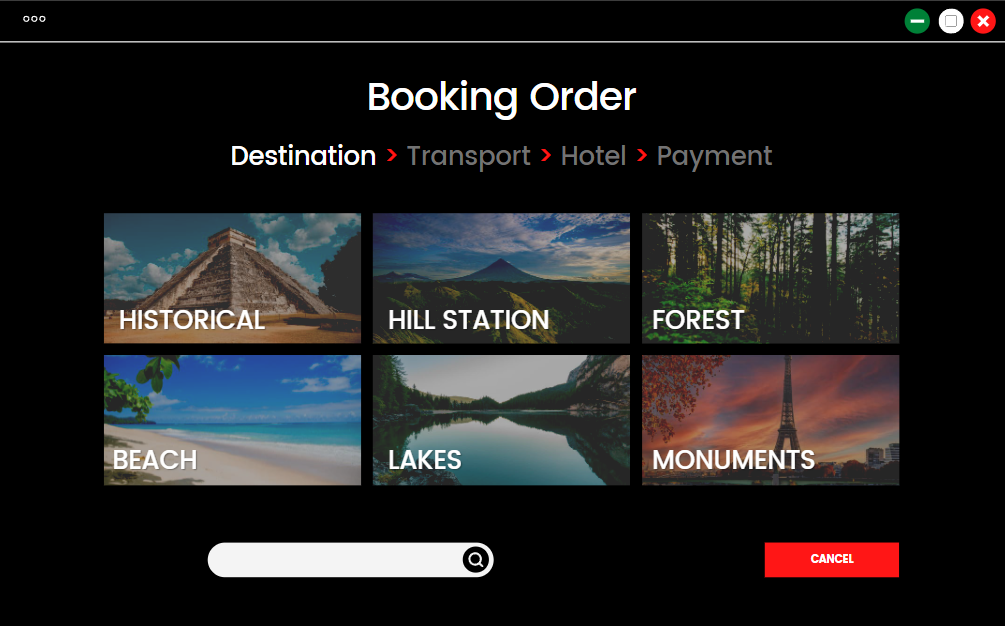 Booking Order
Destination > Transport > Hotel > Payment
HISTORICAL
HILL STATION
FOREST
BEACH
LAKES
MONUMENTS
CANCEL